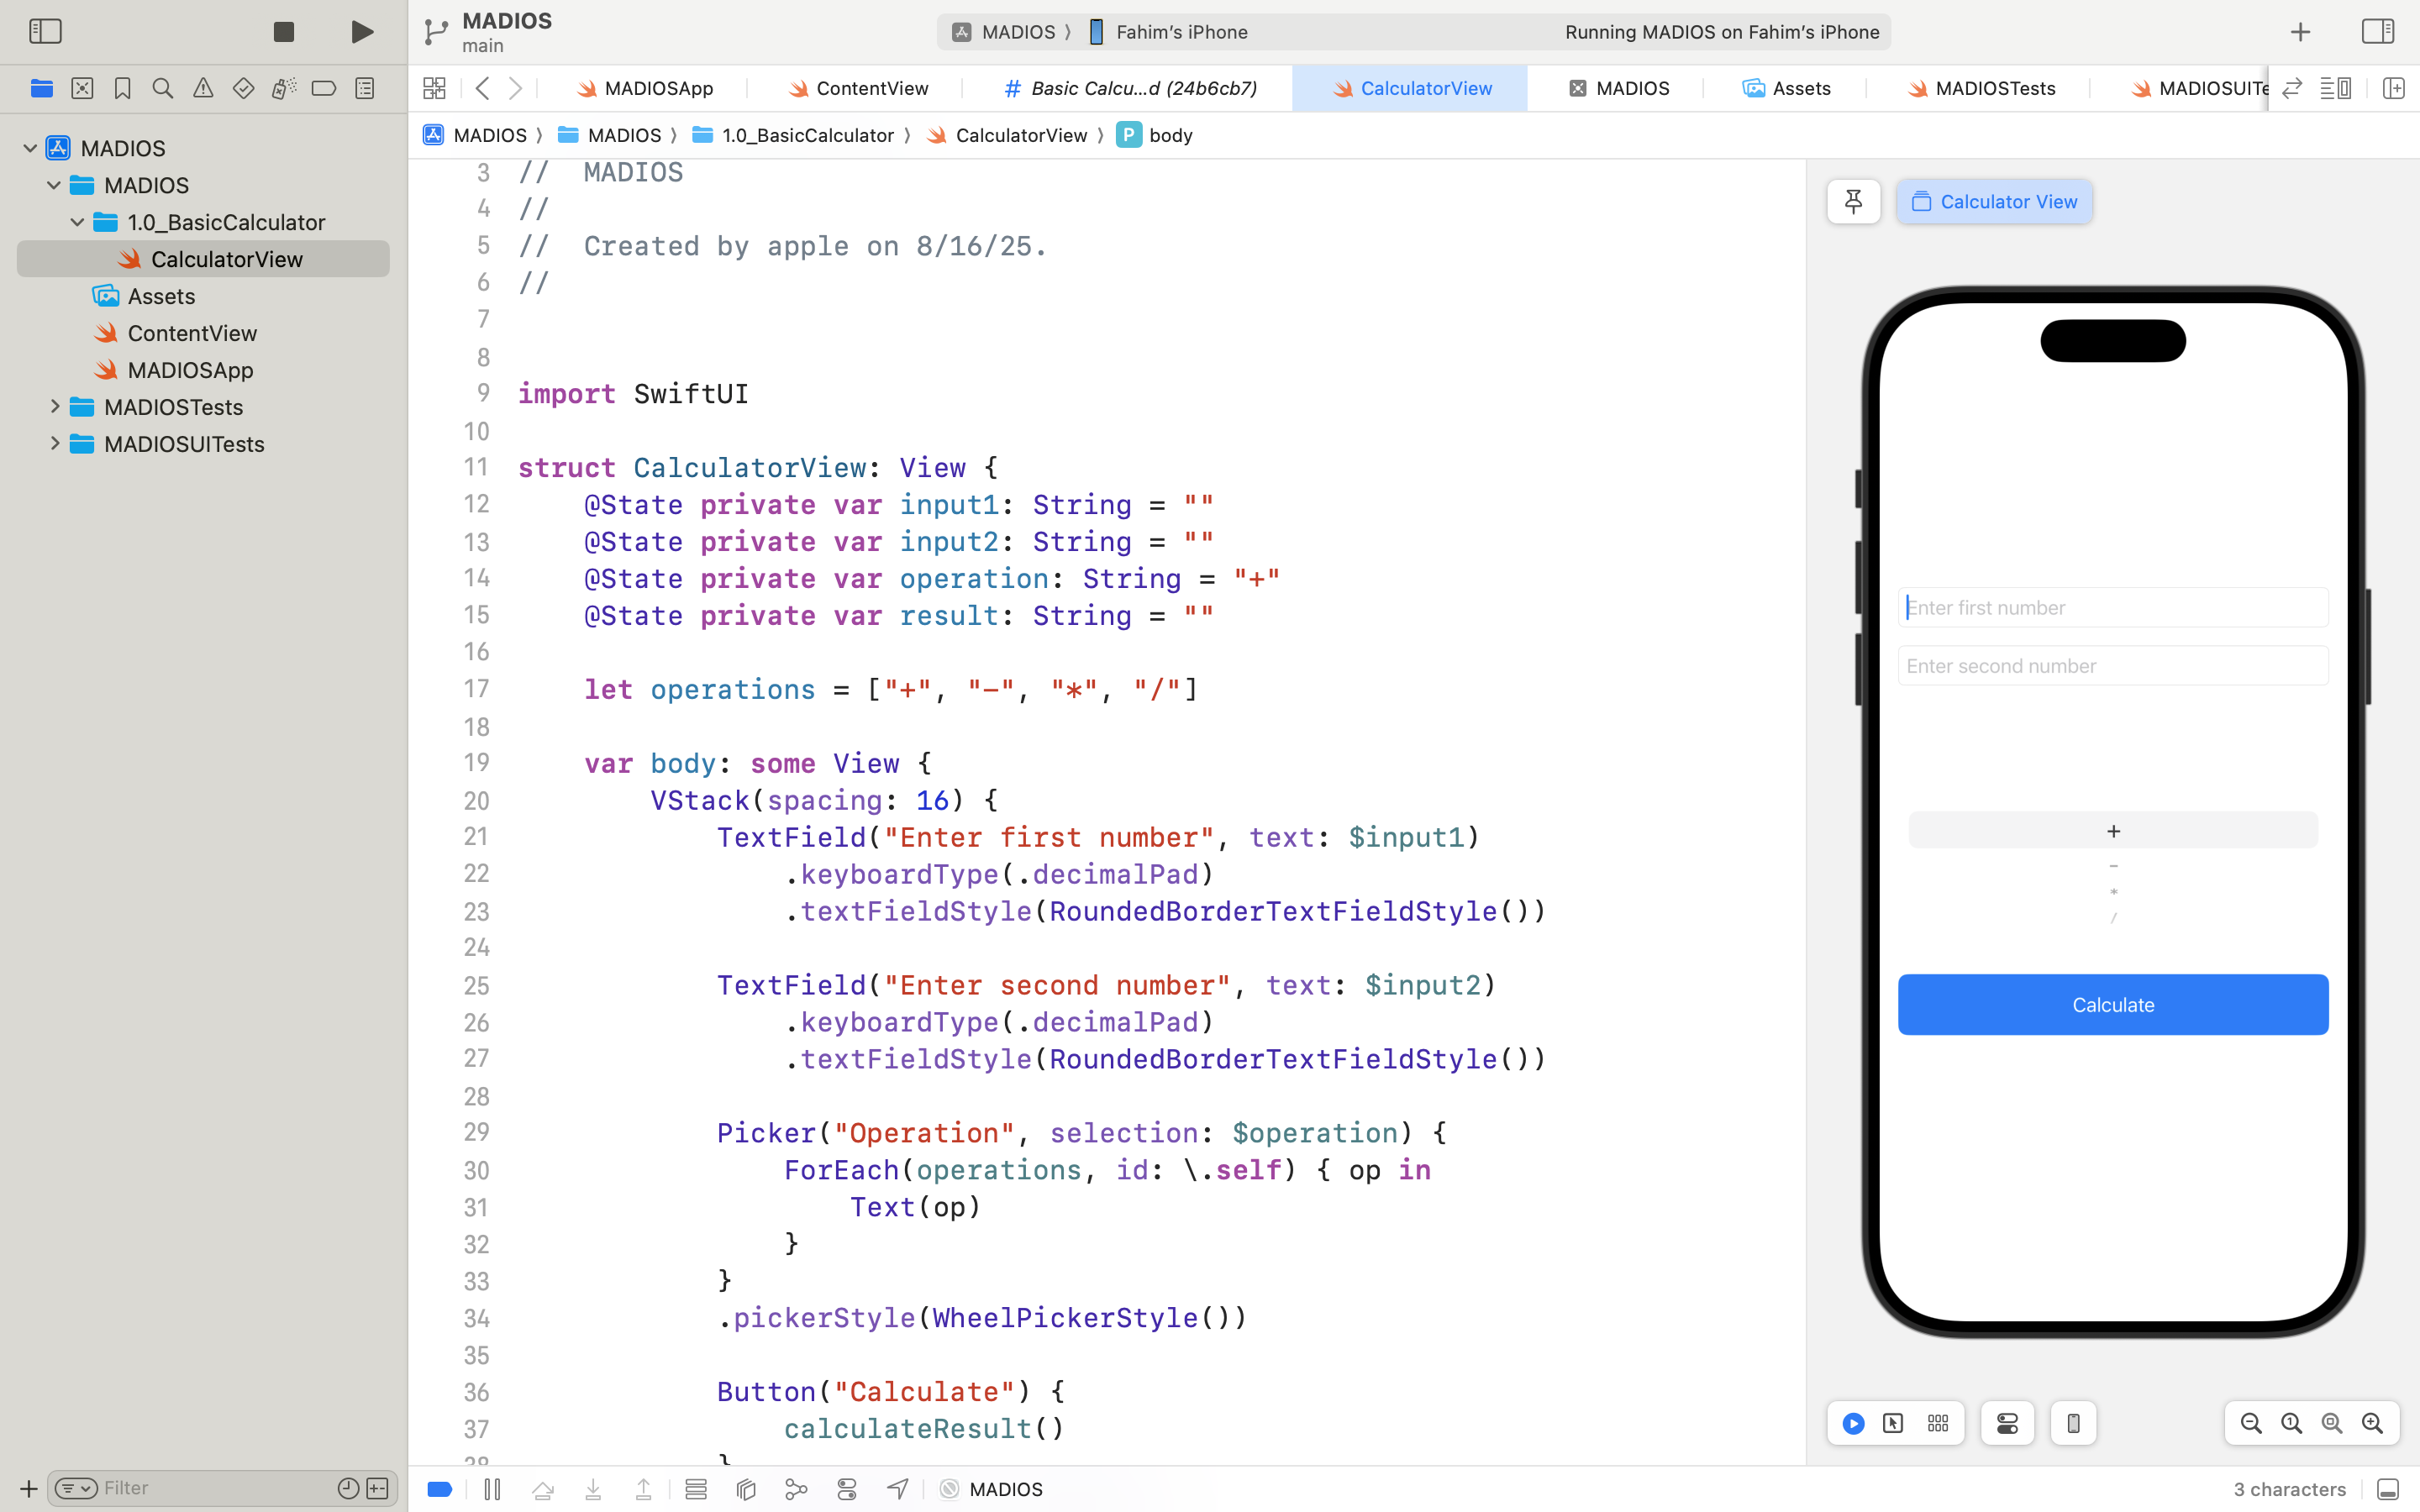 MADIOS
main
MADIOS 〉 Fahim’s iPhone
Running MADIOS on Fahim’s iPhone
MADIOSApp
ContentView
# Basic Calcu...d (24b6cb7)
CalculatorView
MADIOS
Assets
MADIOSTests
MADIOSUITe
MADIOS 〉 MADIOS 〉 1.0_BasicCalculator 〉 CalculatorView 〉 P body
MADIOS
MADIOS
1.0_BasicCalculator
CalculatorView
Assets
ContentView
MADIOSApp
MADIOSTests
MADIOSUITests
Filter
3 //  MADIOS
4 //
5 //  Created by apple on 8/16/25.
6 //
7
8
9 import SwiftUI
10
11 struct CalculatorView: View {
12     @State private var input1: String = ""
13     @State private var input2: String = ""
14     @State private var operation: String = "+"
15     @State private var result: String = ""
16
17     let operations = ["+", "-", "*", "/"]
18
19     var body: some View {
20         VStack(spacing: 16) {
21             TextField("Enter first number", text: $input1)
22                 .keyboardType(.decimalPad)
23                 .textFieldStyle(RoundedBorderTextFieldStyle())
24
25             TextField("Enter second number", text: $input2)
26                 .keyboardType(.decimalPad)
27                 .textFieldStyle(RoundedBorderTextFieldStyle())
28
29             Picker("Operation", selection: $operation) {
30                 ForEach(operations, id: \.self) { op in
31                     Text(op)
32                 }
33             }
34             .pickerStyle(WheelPickerStyle())
35
36             Button("Calculate") {
37                 calculateResult()
38             }
Calculator View
Enter first number
Enter second number
+
-
*
/
Calculate
MADIOS
3 characters